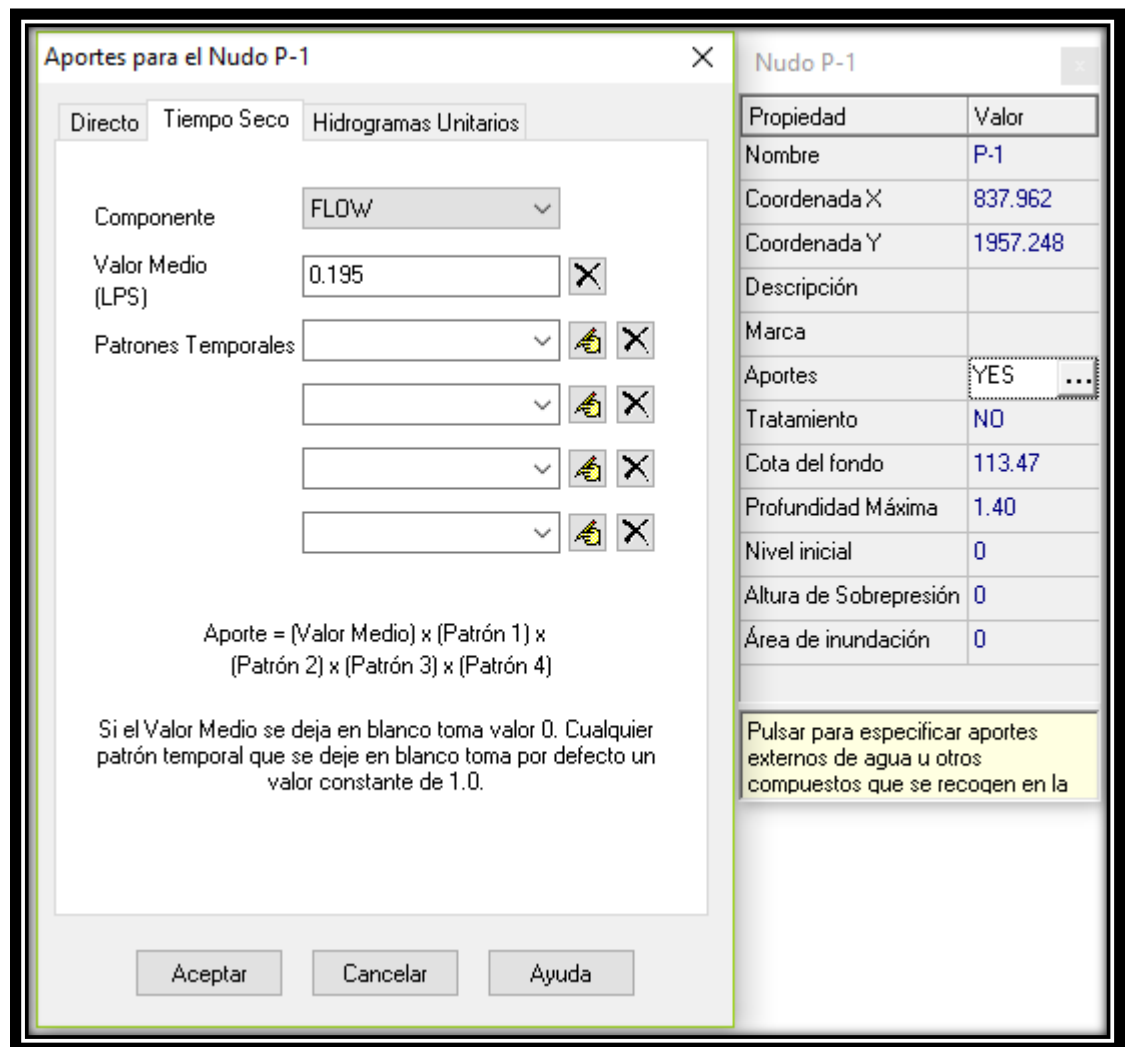 Aportes para el Nudo P-1
Directo
Tiempo Seco
Hidrogramas Unitarios
Componente
FLOW
Valor Medio
(LPS)
0.195
Patrones Temporales
Aporte = (Valor Medio) x (Patrón 1) x
(Patrón 2) x (Patrón 3) x (Patrón 4)
Si el Valor Medio se deja en blanco toma valor 0. Cualquier
patrón temporal que se deje en blanco toma por defecto un
valor constante de 1.0.
Aceptar
Cancelar
Ayuda
Nudo P-1
Propiedad Valor
Nombre P-1
Coordenada X 837.962
Coordenada Y 1957.248
Descripción
Marca
Aportes YES ...
Tratamiento NO
Cota del fondo 113.47
Profundidad Máxima 1.40
Nivel inicial 0
Altura de Sobrepresión 0
Área de inundación 0
Pulsar para especificar aportes
externos de agua u otros
compuestos que se recogen en la